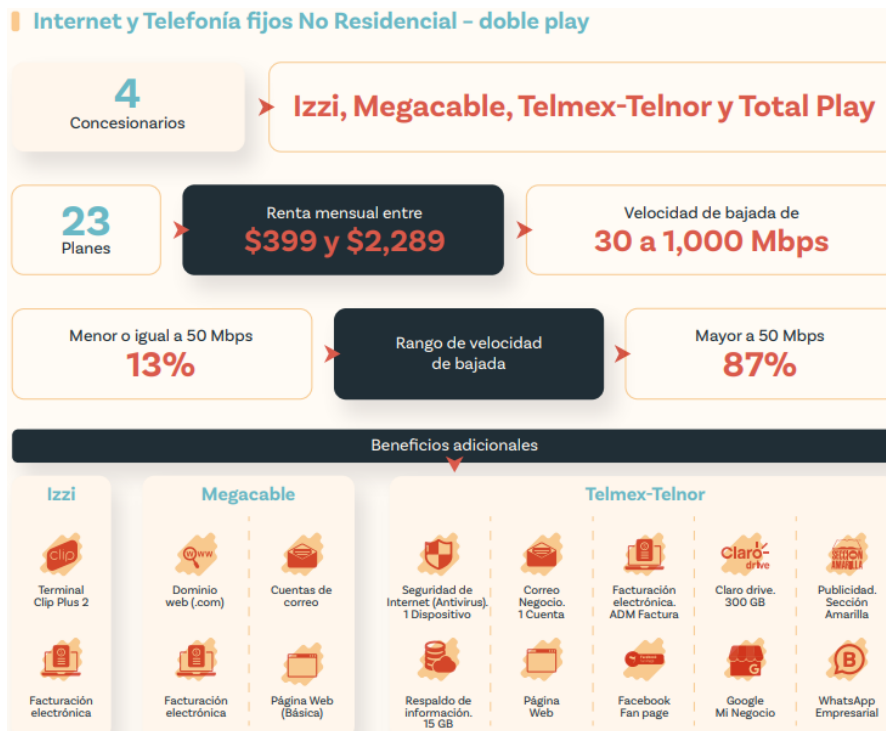 Internet y Telefonía fijos No Residencial – doble play
4
Concesionarios
Izzi, Megacable, Telmex-Telnor y Total Play
23
Planes
Renta mensual entre
$399 y $2,289
Velocidad de bajada de
30 a 1,000 Mbps
Menor o igual a 50 Mbps
13%
Rango de velocidad
de bajada
Mayor a 50 Mbps
87%
Beneficios adicionales
Izzi
clip
Terminal
Clip Plus 2
Facturación
electrónica
Megacable
www
Dominio
web (.com)
Cuentas de
correo
Facturación
electrónica
Página Web
(Básica)
Telmex-Telnor
Seguridad de
Internet (Antivirus).
1 Dispositivo
Correo
Negocio.
1 Cuenta
Facturación
electrónica.
ADM Factura
Claro-
drive
Claro drive.
300 GB
SECCIÓN
AMARILLA
Publicidad.
Sección
Amarilla
Respaldo de
información.
15 GB
Página
Web
Facebook
Fan page
G
Google
Mi Negocio
B
WhatsApp
Empresarial